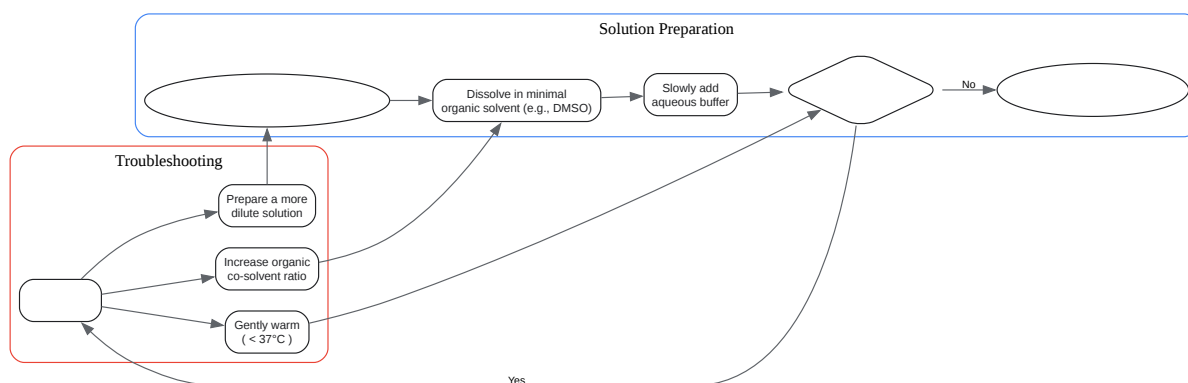 Solution Preparation
Dissolve in minimal
organic solvent (e.g., DMSO)
Slowly add
aqueous buffer
No
Troubleshooting
Prepare a more
dilute solution
Increase organic
co-solvent ratio
Gently warm
( < 37°C )
Yes